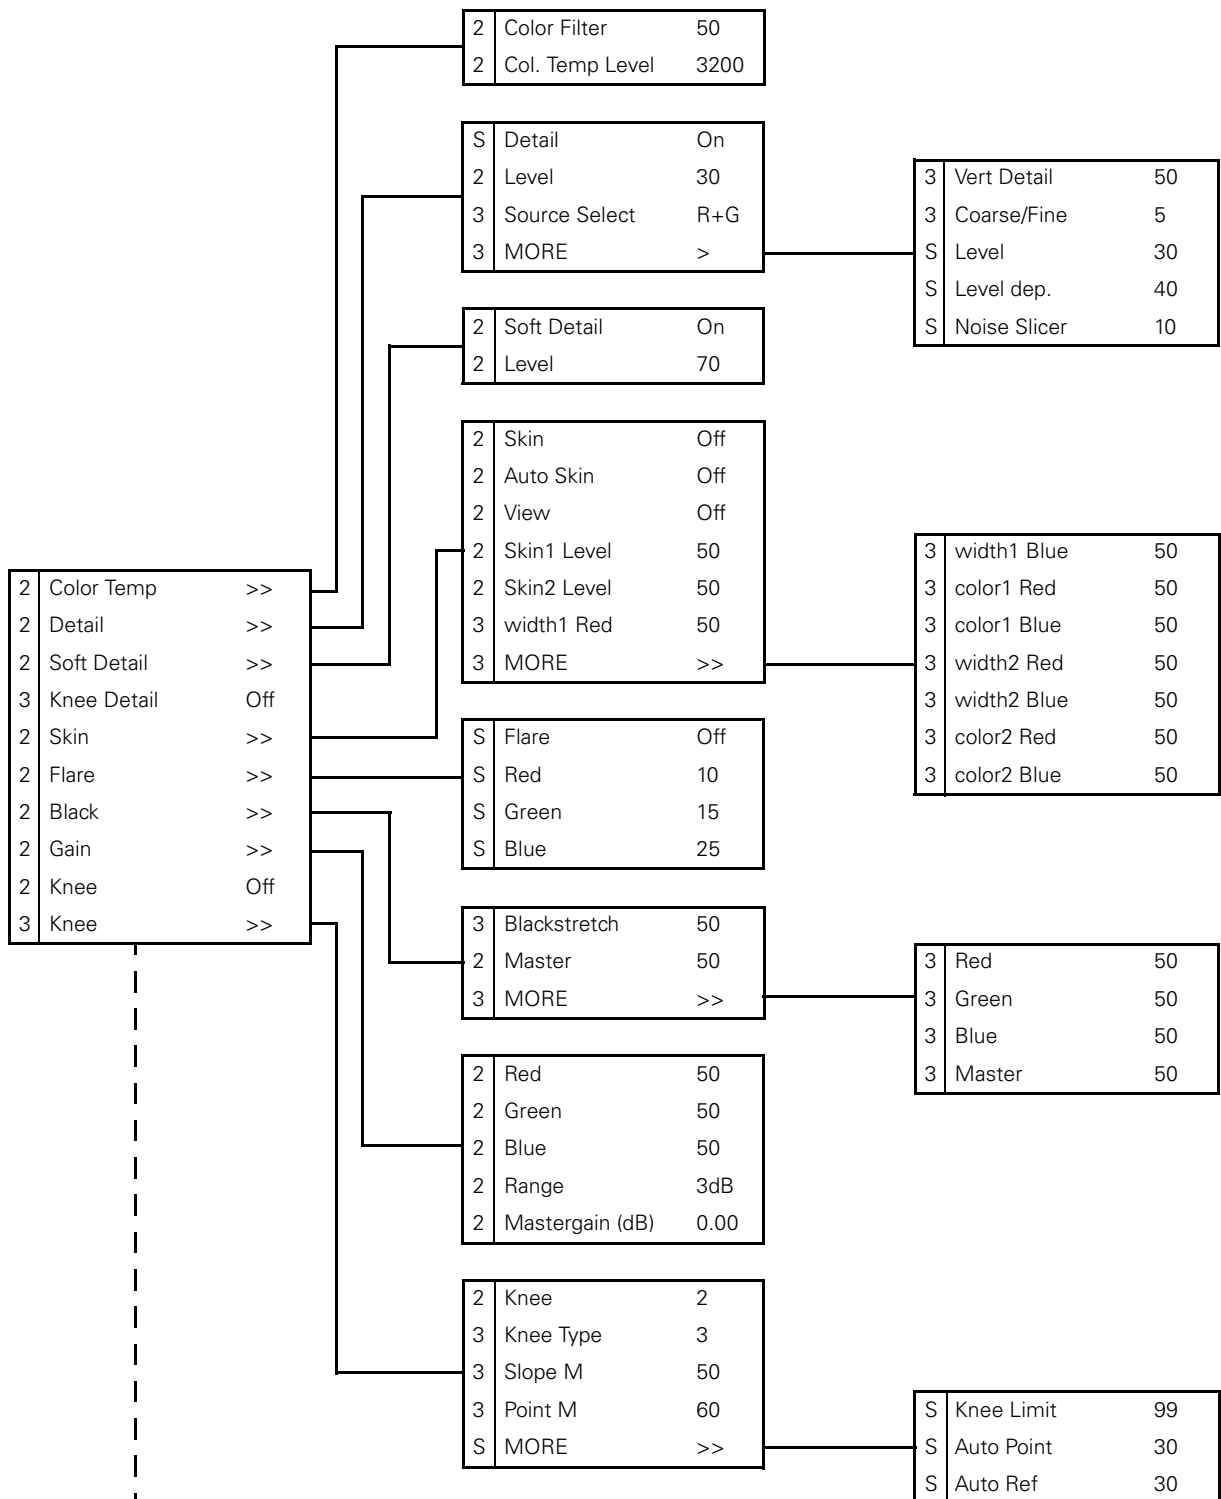 2 Color Filter 50
2 Col. Temp Level 3200
S Detail On
2 Level 30
3 Source Select R+G
3 MORE >
3 Vert Detail 50
3 Coarse/Fine 5
S Level 30
S Level dep. 40
S Noise Slicer 10
2 Soft Detail On
2 Level 70
2 Skin Off
2 Auto Skin Off
2 View Off
2 Skin1 Level 50
2 Skin2 Level 50
3 width1 Red 50
3 MORE >>
3 width1 Blue 50
3 color1 Red 50
3 color1 Blue 50
3 width2 Red 50
3 width2 Blue 50
3 color2 Red 50
3 color2 Blue 50
2 Color Temp >>
2 Detail >>
2 Soft Detail >>
3 Knee Detail Off
2 Skin >>
2 Flare >>
2 Black >>
2 Gain >>
2 Knee Off
3 Knee >>
S Flare Off
S Red 10
S Green 15
S Blue 25
3 Blackstretch 50
2 Master 50
3 MORE >>
3 Red 50
3 Green 50
3 Blue 50
3 Master 50
2 Red 50
2 Green 50
2 Blue 50
2 Range 3dB
2 Mastergain (dB) 0.00
2 Knee 2
3 Knee Type 3
3 Slope M 50
3 Point M 60
S MORE >>
S Knee Limit 99
S Auto Point 30
S Auto Ref 30